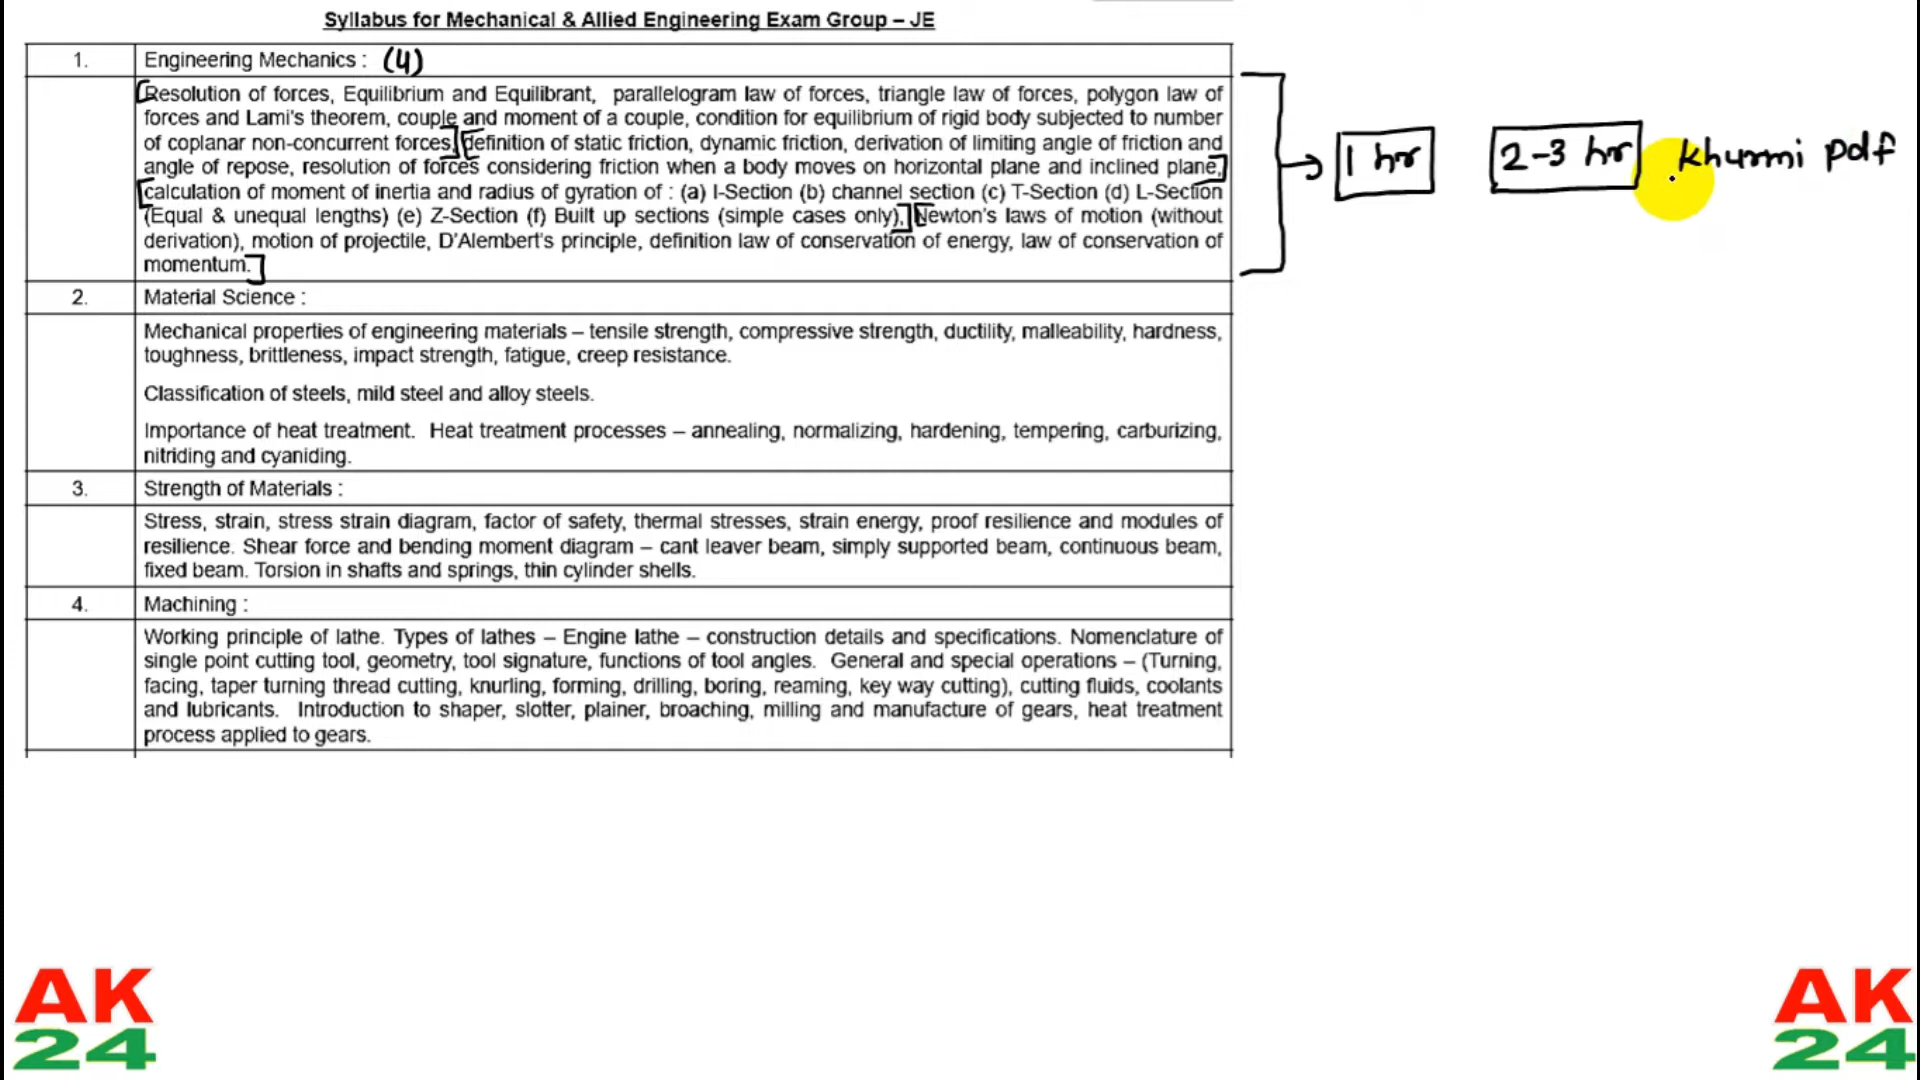 Syllabus for Mechanical & Allied Engineering Exam Group – JE
1. Engineering Mechanics : (4)
Resolution of forces, Equilibrium and Equilibrant, parallelogram law of forces, triangle law of forces, polygon law of
forces and Lami's theorem, couple and moment of a couple, condition for equilibrium of rigid body subjected to number
of coplanar non-concurrent forces, definition of static friction, dynamic friction, derivation of limiting angle of friction and
angle of repose, resolution of forces considering friction when a body moves on horizontal plane and inclined plane,
calculation of moment of inertia and radius of gyration of : (a) I-Section (b) channel section (c) T-Section (d) L-Section
(Equal & unequal lengths) (e) Z-Section (f) Built up sections (simple cases only), Newton's laws of motion (without
derivation), motion of projectile, D'Alembert's principle, definition law of conservation of energy, law of conservation of
momentum.
1 hr 2-3 hr khurmi pdf
2. Material Science :
Mechanical properties of engineering materials – tensile strength, compressive strength, ductility, malleability, hardness,
toughness, brittleness, impact strength, fatigue, creep resistance.
Classification of steels, mild steel and alloy steels.
Importance of heat treatment. Heat treatment processes – annealing, normalizing, hardening, tempering, carburizing,
nitriding and cyaniding.
3. Strength of Materials :
Stress, strain, stress strain diagram, factor of safety, thermal stresses, strain energy, proof resilience and modules of
resilience. Shear force and bending moment diagram – cant leaver beam, simply supported beam, continuous beam,
fixed beam. Torsion in shafts and springs, thin cylinder shells.
4. Machining :
Working principle of lathe. Types of lathes – Engine lathe – construction details and specifications. Nomenclature of
single point cutting tool, geometry, tool signature, functions of tool angles. General and special operations – (Turning,
facing, taper turning thread cutting, knurling, forming, drilling, boring, reaming, key way cutting), cutting fluids, coolants
and lubricants. Introduction to shaper, slotter, plainer, broaching, milling and manufacture of gears, heat treatment
process applied to gears.
AK
24
AK
24